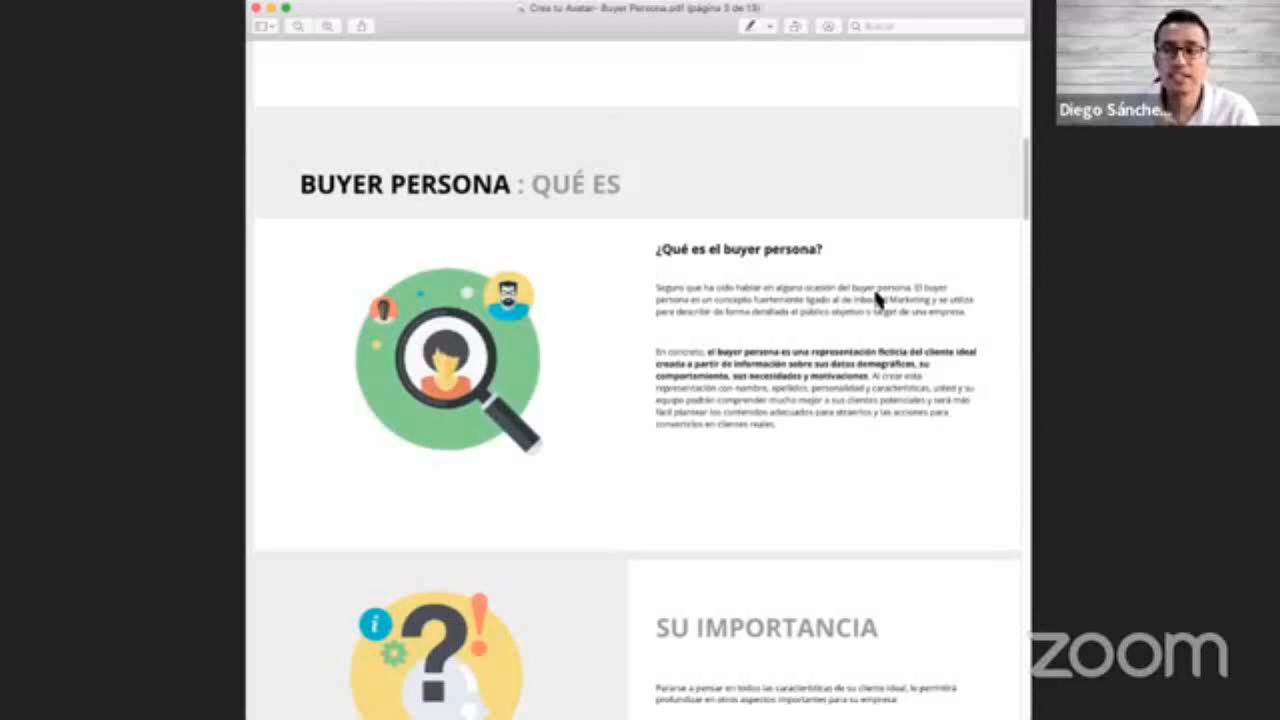 Crea tu Avatar- Buyer Persona.pdf (página 3 de 13)
Buscar
Diego Sánche...
BUYER PERSONA : QUÉ ES
¿Qué es el buyer persona?
Seguro que ha oído hablar en alguna ocasión del buyer persona. El buyer
persona es un concepto fuertemente ligado al de Inbound Marketing y se utiliza
para describir de forma detallada el público objetivo o target de una empresa.
En concreto, el buyer persona es una representación ficticia del cliente ideal
creada a partir de información sobre sus datos demográficos, su
comportamiento, sus necesidades y motivaciones. Al crear esta
representación con nombre, apellidos, personalidad y características, usted y su
equipo podrán comprender mucho mejor a sus clientes potenciales y será más
fácil plantear los contenidos adecuados para atraerlos y las acciones para
convertirlos en clientes reales.
i
?
!
SU IMPORTANCIA
Pararse a pensar en todos las características de su cliente ideal, le permitirá
profundizar en otros aspectos importantes para su empresa:
zoom